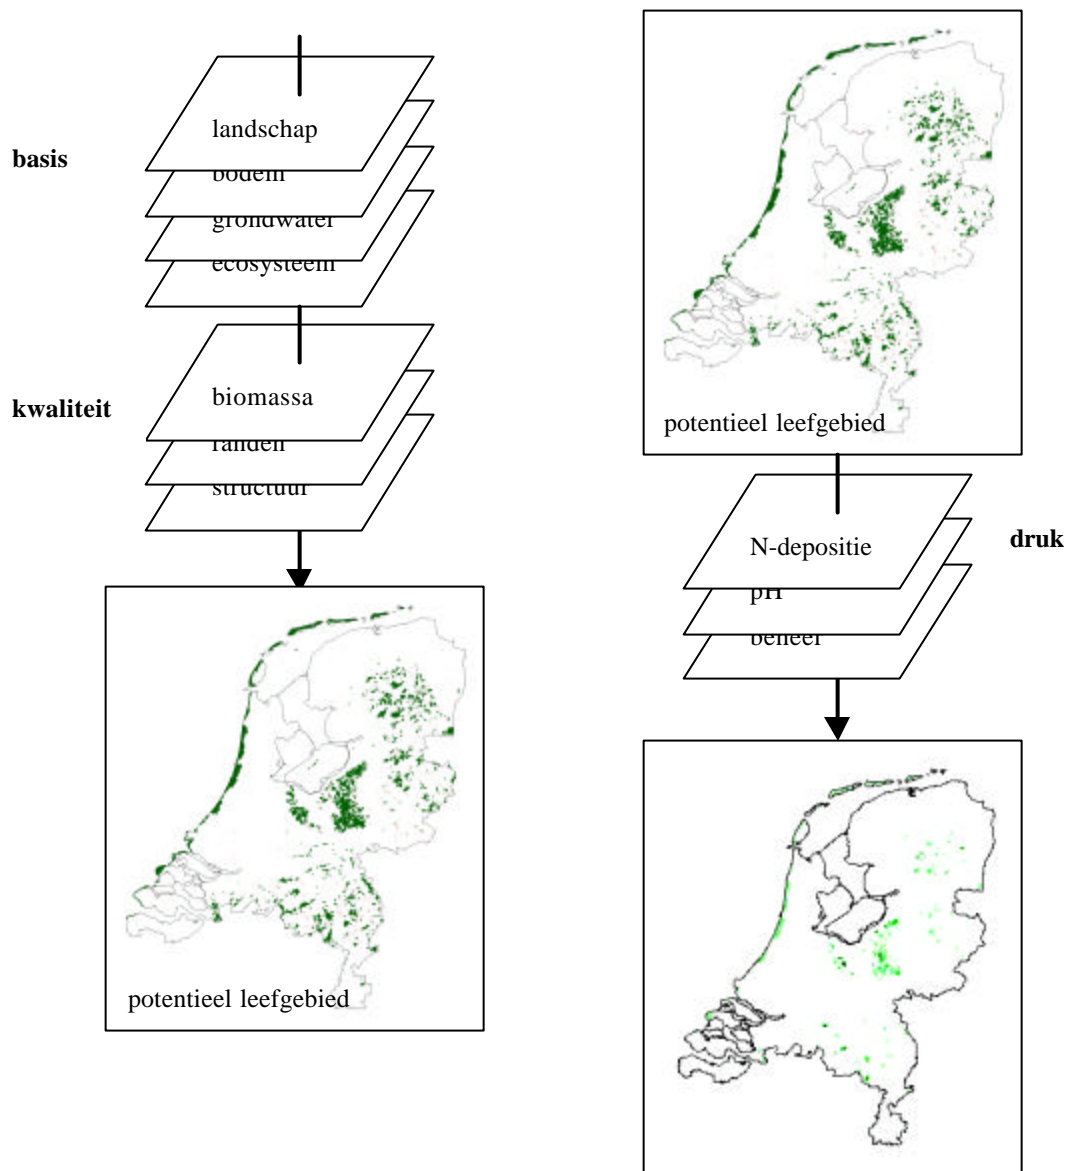 basis
landschap
bodem
grondwater
ecosysteem
kwaliteit
biomassa
randen
structuur
potentieel leefgebied
potentieel leefgebied
druk
N-depositie
pH
beheer